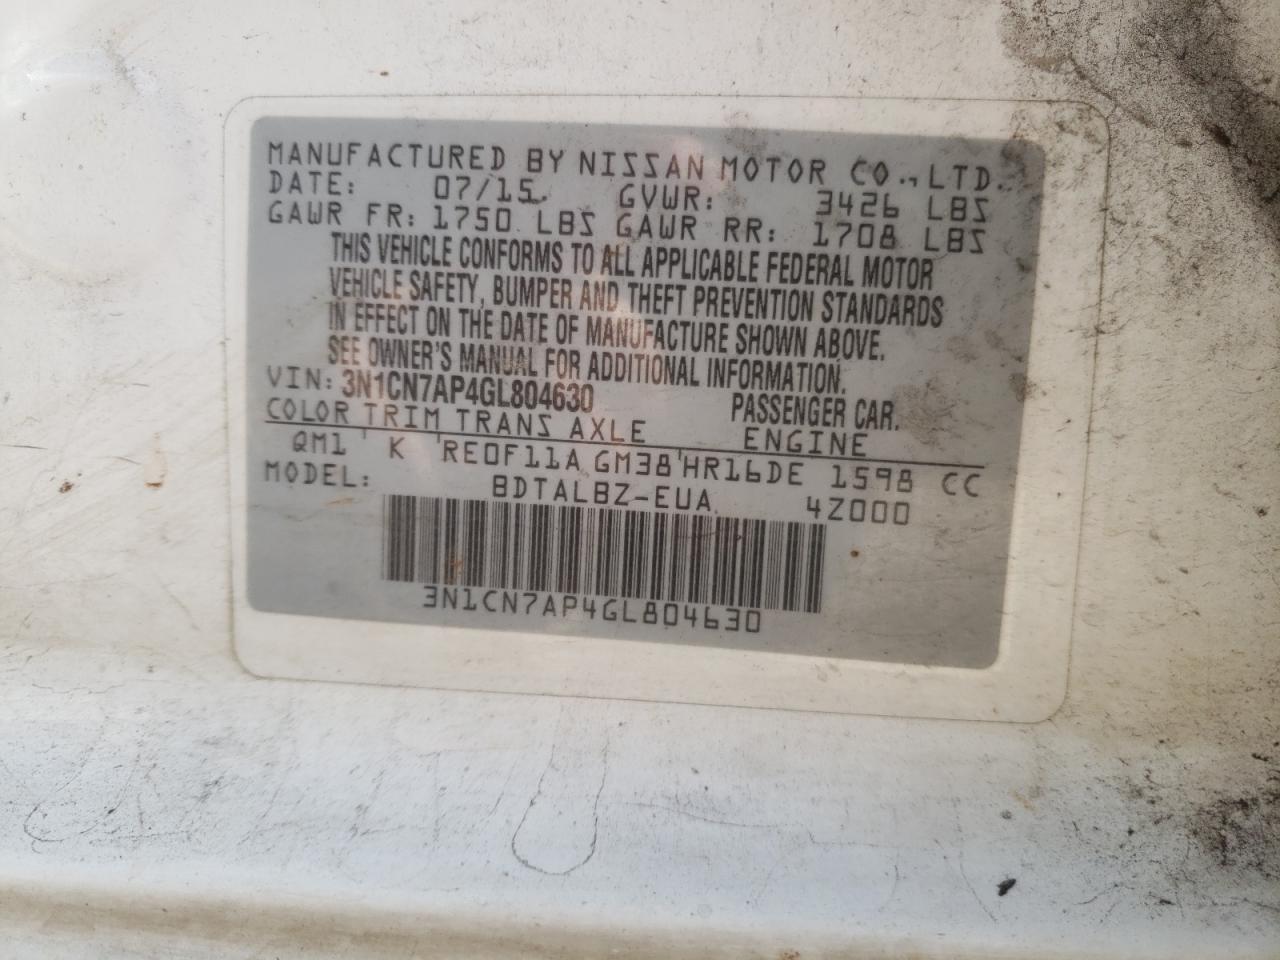 MANUFACTURED BY NISSAN MOTOR CO., LTD.
DATE: 07/15 GVWR: 3426 LBS
GAWR FR: 1750 LBS GAWR RR: 1708 LBS
THIS VEHICLE CONFORMS TO ALL APPLICABLE FEDERAL MOTOR
VEHICLE SAFETY, BUMPER AND THEFT PREVENTION STANDARDS
IN EFFECT ON THE DATE OF MANUFACTURE SHOWN ABOVE.
SEE OWNER'S MANUAL FOR ADDITIONAL INFORMATION.
VIN: 3N1CN7AP4GL804630 PASSENGER CAR.
COLOR TRIM TRANS AXLE ENGINE
QM1 K RE0F11A GM38 HR16DE 1598 CC
MODEL: BDTALBZ-EUA 4Z000
3N1CN7AP4GL804630